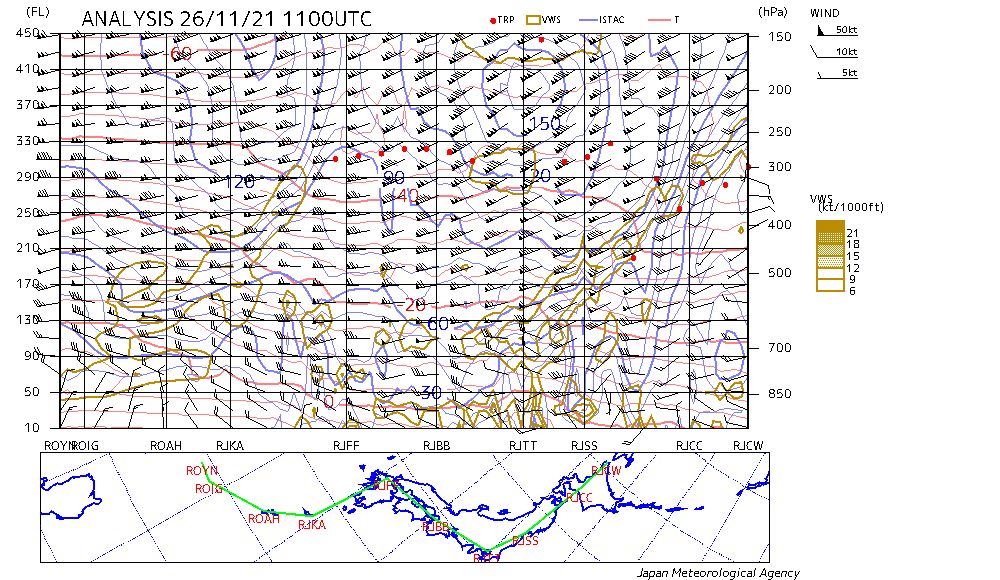 (FL) ANALYSIS 26/11/21 1100UTC TRP VWS ISTAC T (hPa) WIND
450 150
50kt
10kt
5kt
60
410
200
370
150
250
330
300
120 90 120
290
-40
VWS
(kt/1000ft)
250
400
21
18
15
12
9
6
210
500
170
-20
130
-60
700
90
30
50
850
0
10
ROYN ROIG ROAH RJKA RJFF RJBB RJTT RJSS RJCC RJCW
ROYN RJCW
ROIG RJFF
RJCC
ROAH RJKA RJBB
RJSS
RJTT
Japan Meteorological Agency